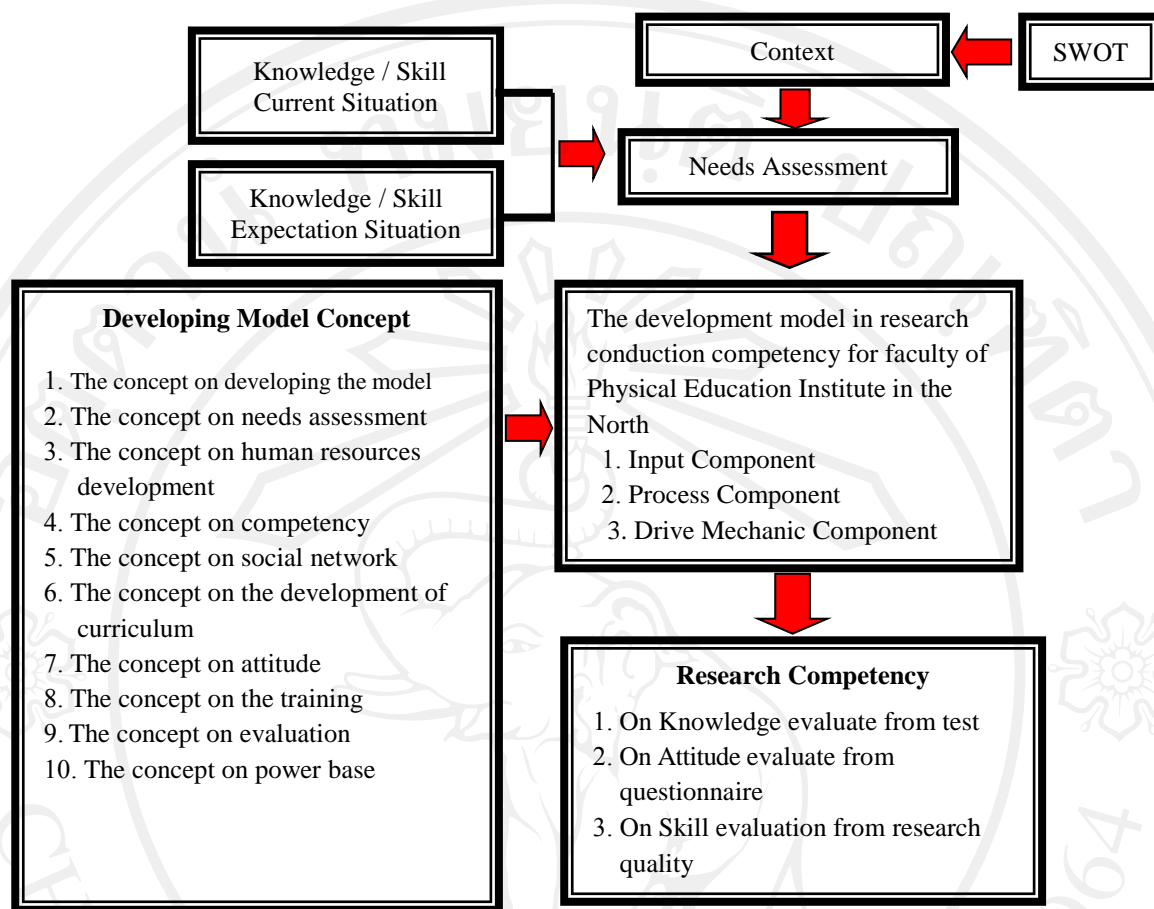 Knowledge / Skill
Current Situation
Context
SWOT
Needs Assessment
Knowledge / Skill
Expectation Situation
Developing Model Concept
1. The concept on developing the model
2. The concept on needs assessment
3. The concept on human resources
development
4. The concept on competency
5. The concept on social network
6. The concept on the development of
curriculum
7. The concept on attitude
8. The concept on the training
9. The concept on evaluation
10. The concept on power base
The development model in research
conduction competency for faculty of
Physical Education Institute in the
North
1. Input Component
2. Process Component
3. Drive Mechanic Component
Research Competency
1. On Knowledge evaluate from test
2. On Attitude evaluate from
questionnaire
3. On Skill evaluation from research
quality